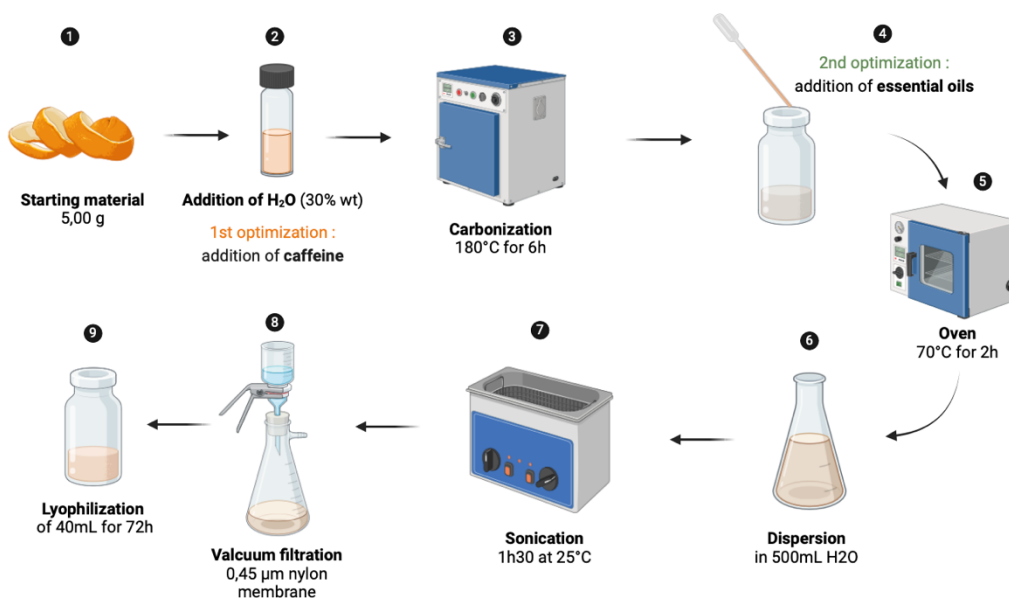 1
Starting material
5,00 g
2
Addition of H₂O (30% wt)
1st optimization :
addition of caffeine
3
Carbonization
180°C for 6h
4
2nd optimization :
addition of essential oils
5
Oven
70°C for 2h
6
Dispersion
in 500mL H2O
7
Sonication
1h30 at 25°C
8
Valcuum filtration
0,45 µm nylon
membrane
9
Lyophilization
of 40mL for 72h